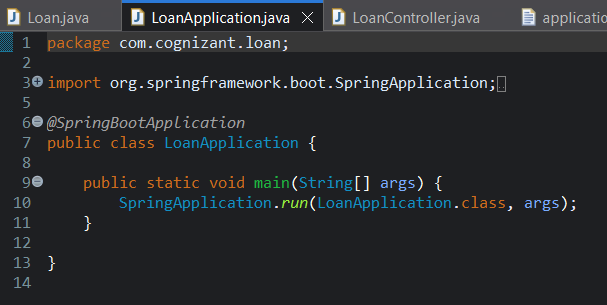 Loan.java LoanApplication.java LoanController.java applicatio
1 package com.cognizant.loan;
2
3 import org.springframework.boot.SpringApplication;
5
6 @SpringBootApplication
7 public class LoanApplication {
8
9 public static void main(String[] args) {
10 SpringApplication.run(LoanApplication.class, args);
11 }
12
13 }
14